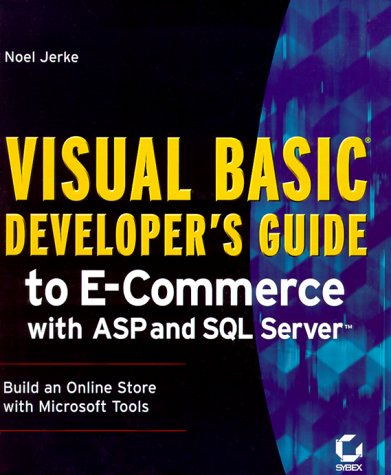 Noel Jerke
VISUAL BASIC®
DEVELOPER'S GUIDE
to E-Commerce
with ASP and SQL Server™
Build an Online Store
with Microsoft Tools
SYBEX